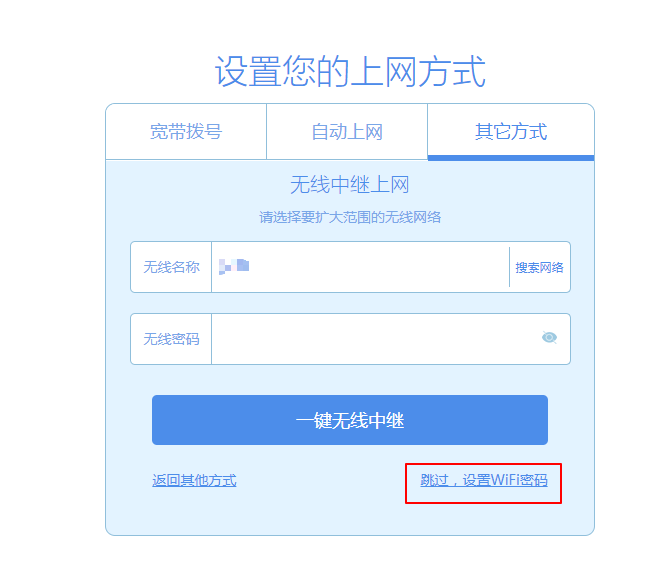 设置您的上网方式
宽带拨号 自动上网 其它方式
无线中继上网
请选择要扩大范围的无线网络
无线名称 搜索网络
无线密码
一键无线中继
返回其他方式 跳过，设置WiFi密码